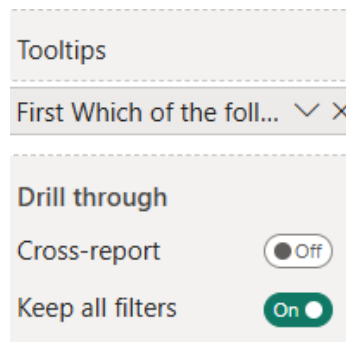 Tooltips
First Which of the foll...
Drill through
Cross-report Off
Keep all filters On